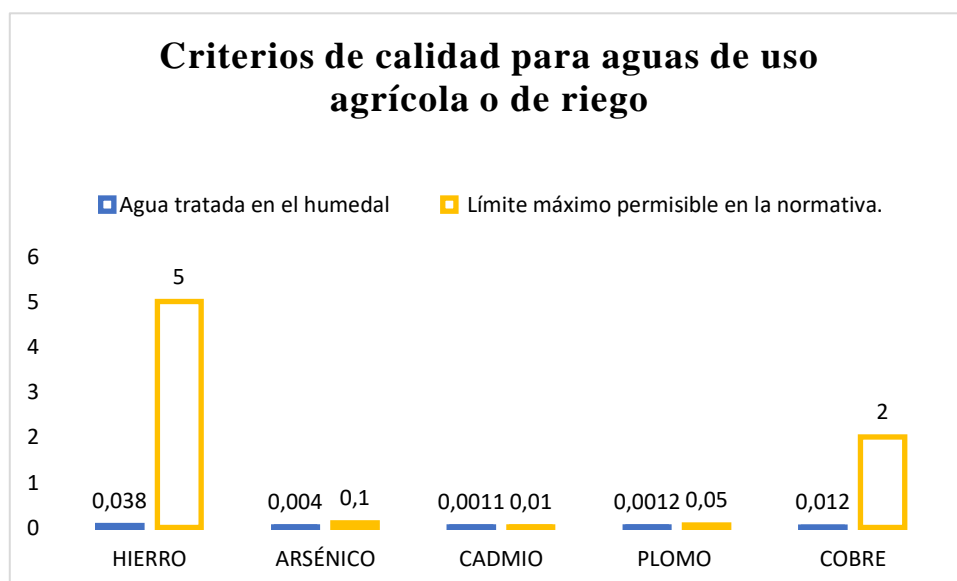 Criterios de calidad para aguas de uso
agrícola o de riego
Agua tratada en el humedal
Límite máximo permisible en la normativa.
6
5
4
3
2
1
0
0,038
5
0,004
0,1
0,0011
0,01
0,0012
0,05
0,012
2
HIERRO
ARSÉNICO
CADMIO
PLOMO
COBRE